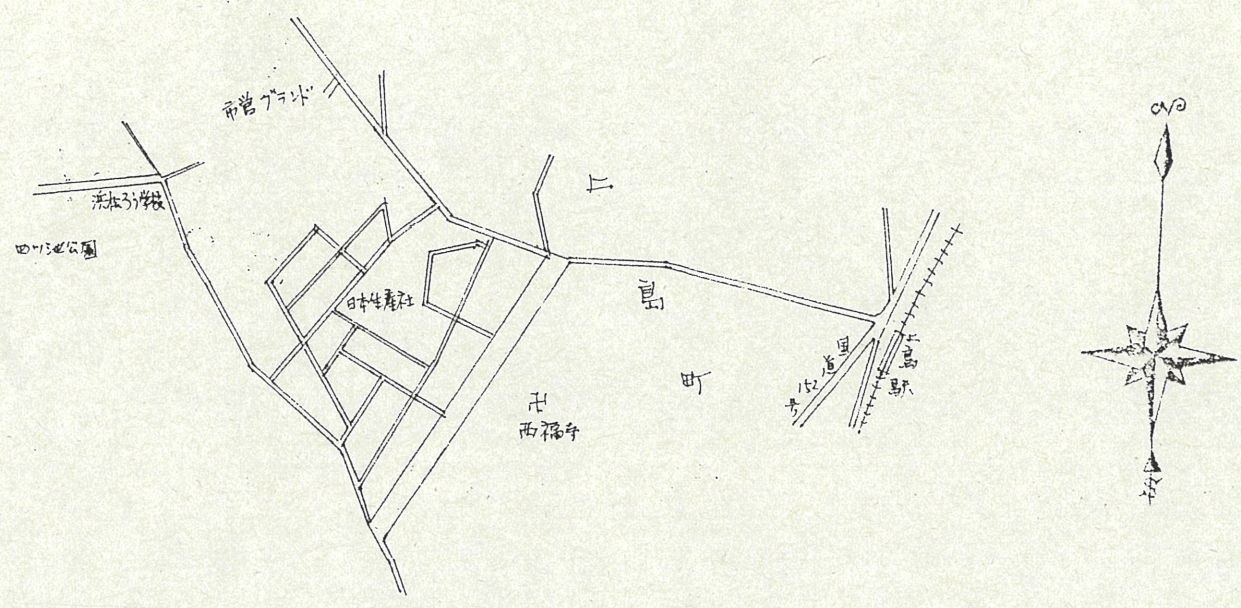 市営グランド
浜松ろう学校
四ツ池公園
日本生産社
上
島
町
卍
西福寺
国道152号
上島駅